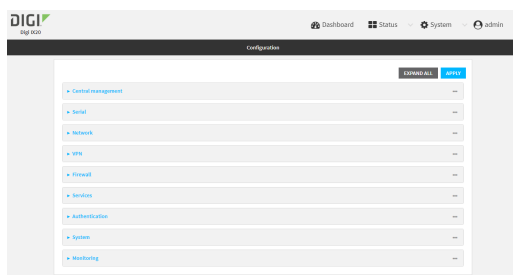 DIGI
Digi IX20
Dashboard Status System admin
Configuration
EXPAND ALL APPLY
Central management
Serial
Network
VPN
Firewall
Services
Authentication
System
Monitoring